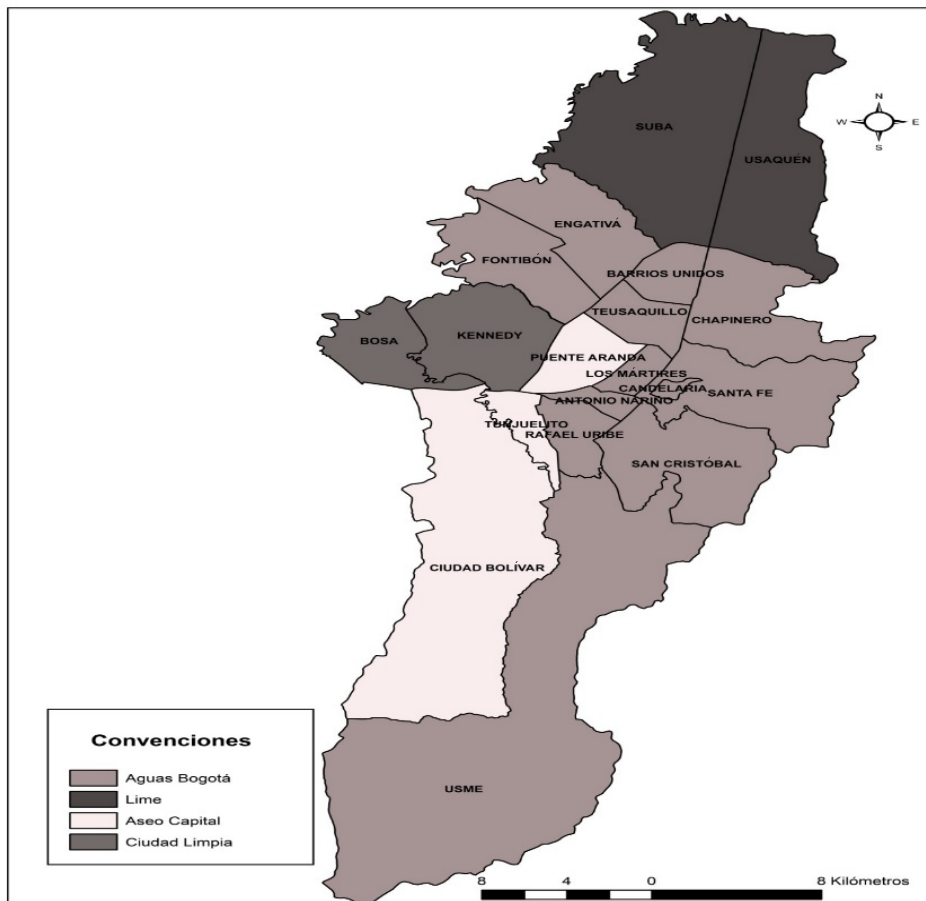 N
W E
S
SUBA
USAQUÉN
ENGATIVÁ
FONTIBÓN
BARRIOS UNIDOS
TEUSAQUILLO
CHAPINERO
BOSA
KENNEDY
PUENTE ARANDA
LOS MÁRTIRES
CANDELARIA
SANTA FE
ANTONIO NARIÑO
TUNJUELITO
RAFAEL URIBE
SAN CRISTÓBAL
CIUDAD BOLÍVAR
USME
Convenciones
Aguas Bogotá
Lime
Aseo Capital
Ciudad Limpia
8 4 0 8 Kilómetros